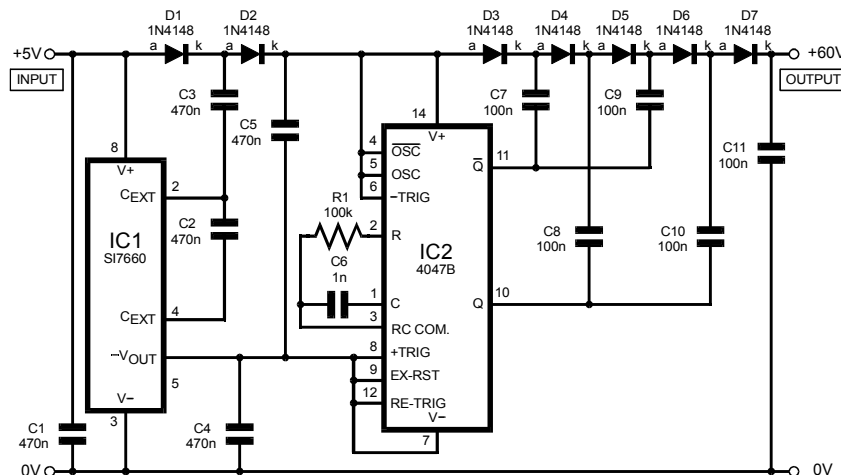 D1
1N4148
D2
1N4148
D3
1N4148
D4
1N4148
D5
1N4148
D6
1N4148
D7
1N4148
+5V
a k a k
a k a k a k a k a k
+60V
INPUT
OUTPUT
C3
470n
C5
470n
C7
100n
C9
100n
C11
100n
8
V+
CEXT
2
C2
470n
IC1
SI7660
CEXT
4
−VOUT
5
V−
3
C1
470n
C4
470n
14
V+
4
OSC
5
OSC
6
−TRIG
R1
100k
2
R
C6
1n
1
C
3
RC COM.
8
+TRIG
9
EX-RST
12
RE-TRIG
V−
7
IC2
4047B
Q
11
Q
10
C8
100n
C10
100n
0V
0V